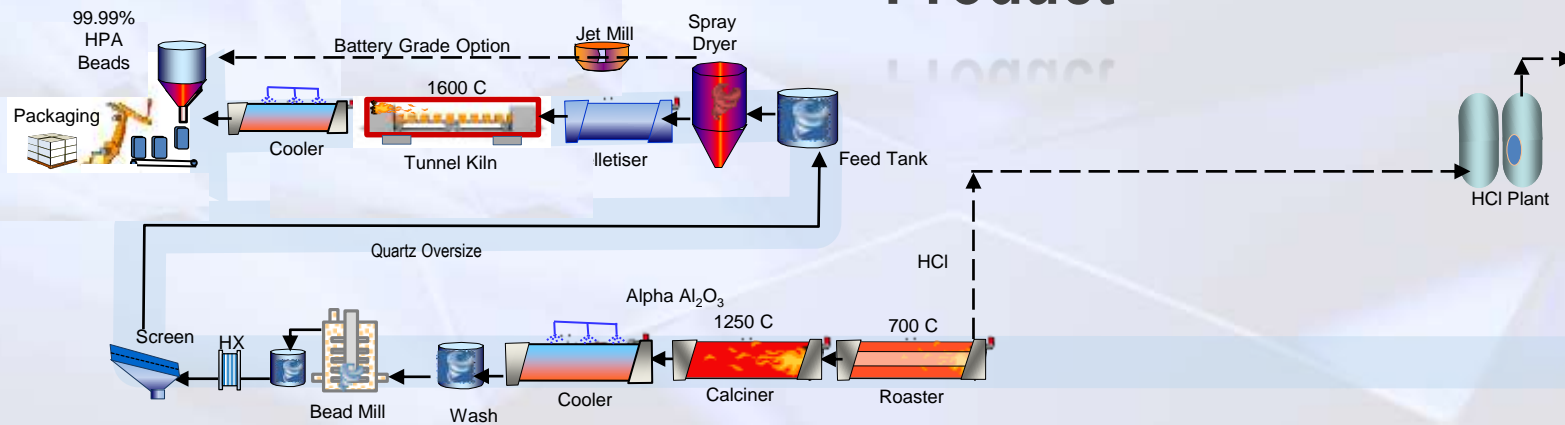 Product
99.99%
HPA
Beads
Battery Grade Option
Jet Mill
Spray
Dryer
1600 C
Packaging
Cooler
Tunnel Kiln
lletiser
Feed Tank
HCl Plant
Quartz Oversize
HCl
Alpha Al₂O₃
1250 C
700 C
Screen
HX
Bead Mill
Wash
Cooler
Calciner
Roaster